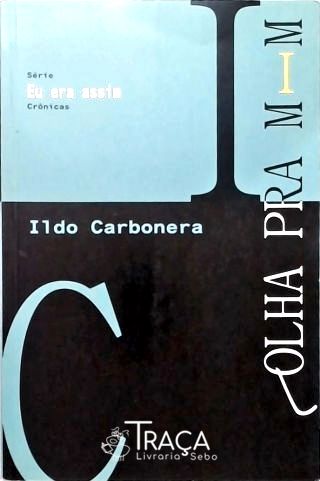 Série
Eu era assim
Crônicas
Ildo Carbonera
OLHA PRA MIM
I
C
TRAÇA
Livraria Sebo